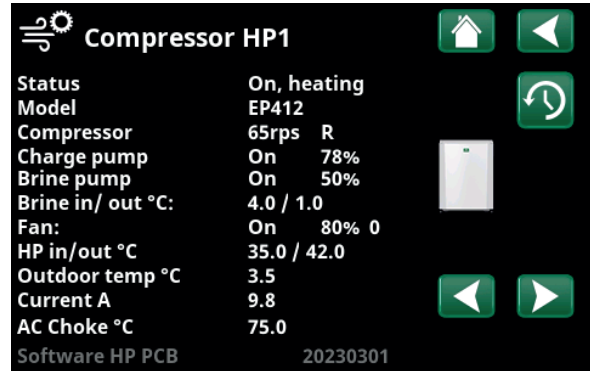 Compressor HP1
Status On, heating
Model EP412
Compressor 65rps R
Charge pump On 78%
Brine pump On 50%
Brine in/ out °C: 4.0 / 1.0
Fan: On 80% 0
HP in/out °C 35.0 / 42.0
Outdoor temp °C 3.5
Current A 9.8
AC Choke °C 75.0
Software HP PCB 20230301